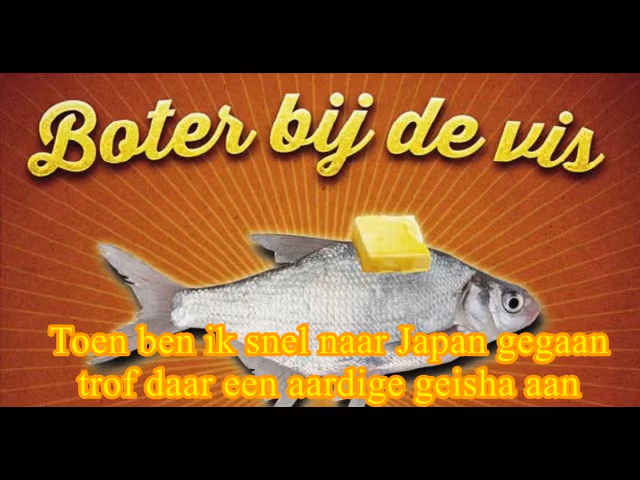 Boter bij de vis
Toen ben ik snel naar Japan gegaan
trof daar een aardige geisha aan